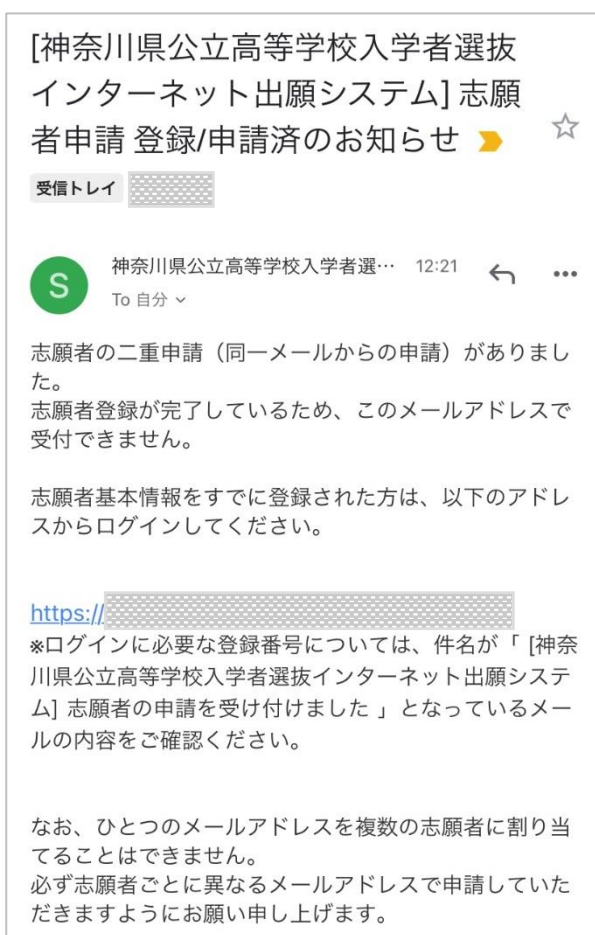 [神奈川県公立高等学校入学者選抜
インターネット出願システム] 志願
者申請 登録/申請済のお知らせ
受信トレイ
S
神奈川県公立高等学校入学者選… 12:21
To 自分
志願者の二重申請（同一メールからの申請）がありまし
た。
志願者登録が完了しているため、このメールアドレスで
受付できません。
志願者基本情報をすでに登録された方は、以下のアドレ
スからログインしてください。
https://
※ログインに必要な登録番号については、件名が「 [神奈
川県公立高等学校入学者選抜インターネット出願システ
ム] 志願者の申請を受け付けました 」となっているメー
ルの内容をご確認ください。
なお、ひとつのメールアドレスを複数の志願者に割り当
てることはできません。
必ず志願者ごとに異なるメールアドレスで申請していた
だきますようにお願い申し上げます。